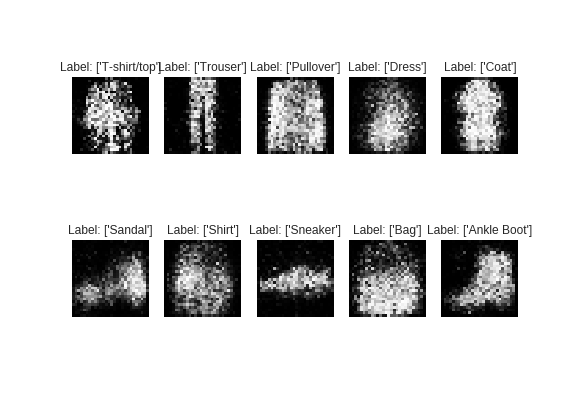 Label: ['T-shirt/top'] Label: ['Trouser'] Label: ['Pullover'] Label: ['Dress'] Label: ['Coat']
Label: ['Sandal'] Label: ['Shirt'] Label: ['Sneaker'] Label: ['Bag'] Label: ['Ankle Boot']